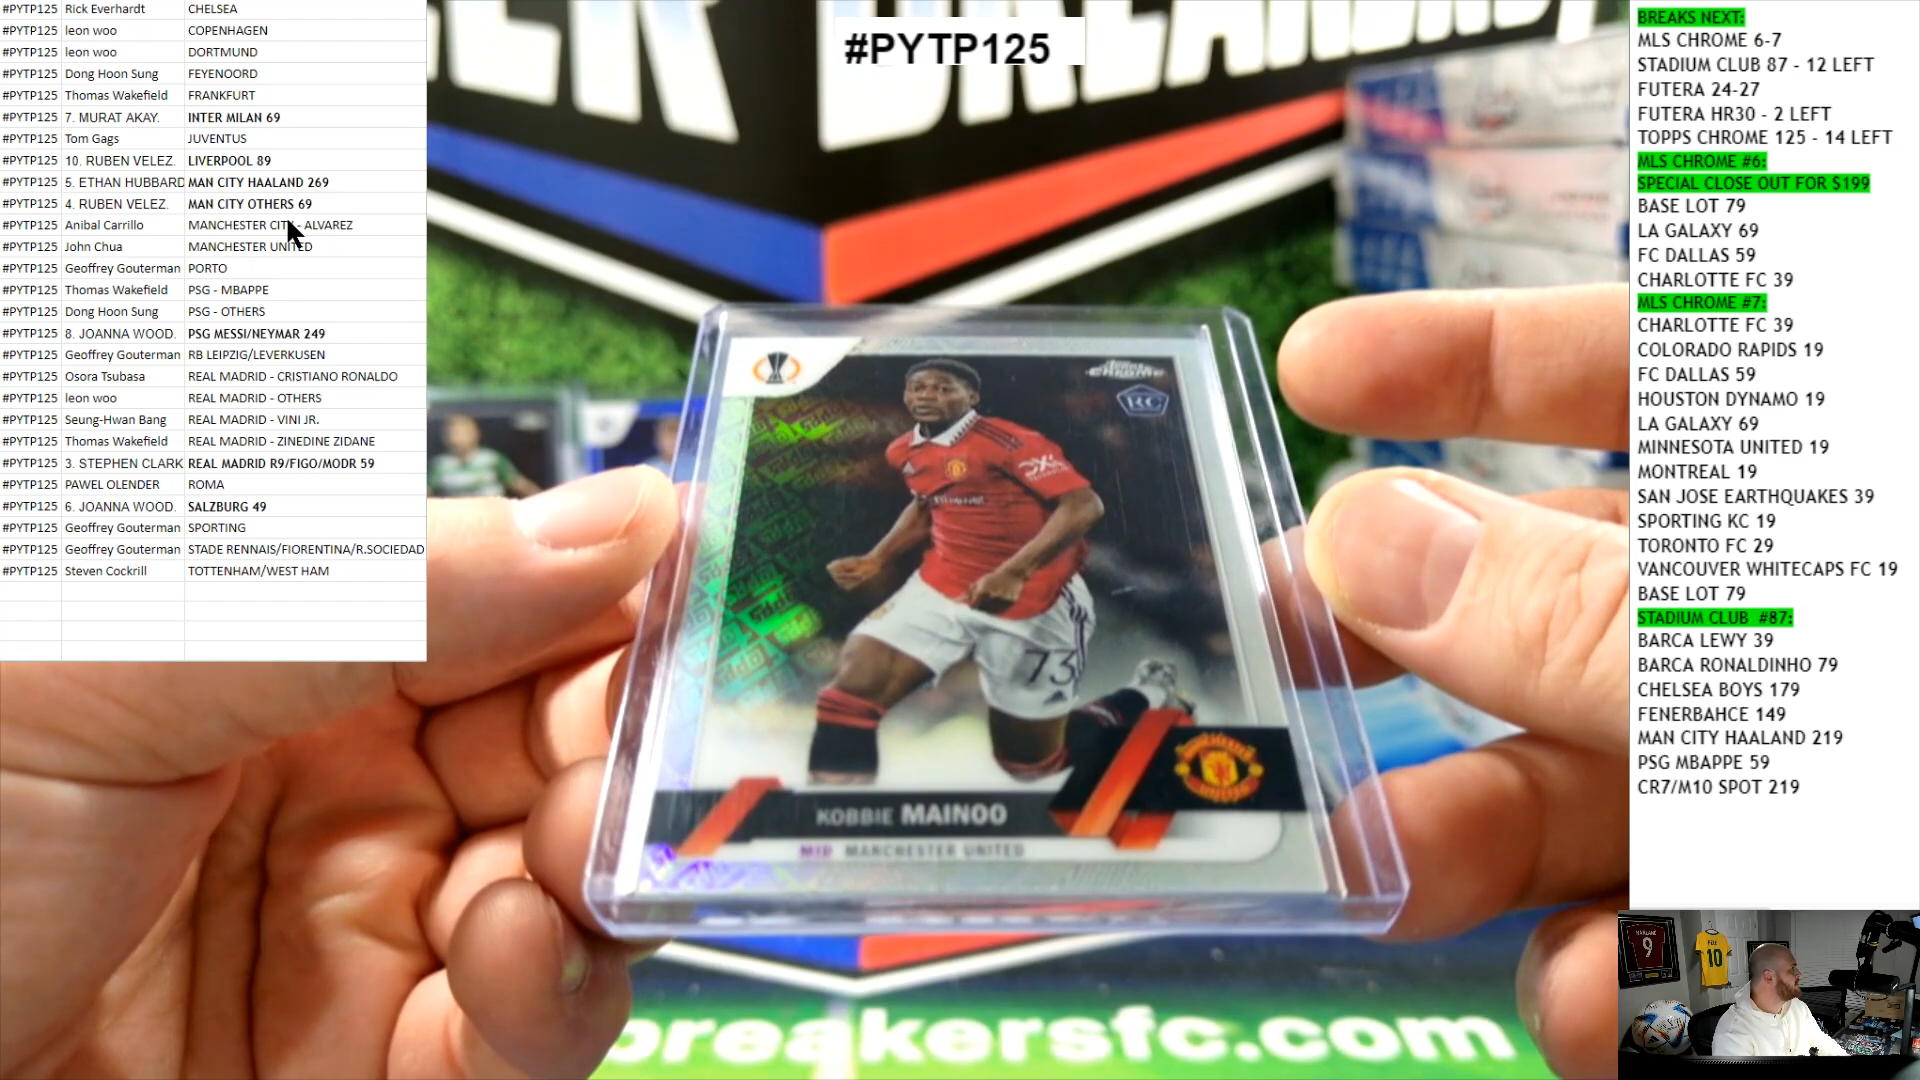 #PYTP125 Rick Everhardt CHELSEA
#PYTP125 leon woo COPENHAGEN
#PYTP125 leon woo DORTMUND
#PYTP125 Dong Hoon Sung FEYENOORD
#PYTP125 Thomas Wakefield FRANKFURT
#PYTP125 7. MURAT AKAY. INTER MILAN 69
#PYTP125 Tom Gags JUVENTUS
#PYTP125 10. RUBEN VELEZ. LIVERPOOL 89
#PYTP125 5. ETHAN HUBBARD MAN CITY HAALAND 269
#PYTP125 4. RUBEN VELEZ. MAN CITY OTHERS 69
#PYTP125 Anibal Carrillo MANCHESTER CITY - ALVAREZ
#PYTP125 John Chua MANCHESTER UNITED
#PYTP125 Geoffrey Gouterman PORTO
#PYTP125 Thomas Wakefield PSG - MBAPPE
#PYTP125 Dong Hoon Sung PSG - OTHERS
#PYTP125 8. JOANNA WOOD. PSG MESSI/NEYMAR 249
#PYTP125 Geoffrey Gouterman RB LEIPZIG/LEVERKUSEN
#PYTP125 Osora Tsubasa REAL MADRID - CRISTIANO RONALDO
#PYTP125 leon woo REAL MADRID - OTHERS
#PYTP125 Seung-Hwan Bang REAL MADRID - VINI JR.
#PYTP125 Thomas Wakefield REAL MADRID - ZINEDINE ZIDANE
#PYTP125 3. STEPHEN CLARK REAL MADRID R9/FIGO/MODR 59
#PYTP125 PAWEL OLENDER ROMA
#PYTP125 6. JOANNA WOOD. SALZBURG 49
#PYTP125 Geoffrey Gouterman SPORTING
#PYTP125 Geoffrey Gouterman STADE RENNAIS/FIORENTINA/R.SOCIEDAD
#PYTP125 Steven Cockrill TOTTENHAM/WEST HAM
#PYTP125
CHROME
RC
73
KOBBIE MAINOO
MID MANCHESTER UNITED
breakersfc.com
BREAKS NEXT:
MLS CHROME 6-7
STADIUM CLUB 87 - 12 LEFT
FUTERA 24-27
FUTERA HR30 - 2 LEFT
TOPPS CHROME 125 - 14 LEFT
MLS CHROME #6:
SPECIAL CLOSE OUT FOR $199
BASE LOT 79
LA GALAXY 69
FC DALLAS 59
CHARLOTTE FC 39
MLS CHROME #7:
CHARLOTTE FC 39
COLORADO RAPIDS 19
FC DALLAS 59
HOUSTON DYNAMO 19
LA GALAXY 69
MINNESOTA UNITED 19
MONTREAL 19
SAN JOSE EARTHQUAKES 39
SPORTING KC 19
TORONTO FC 29
VANCOUVER WHITECAPS FC 19
BASE LOT 79
STADIUM CLUB #87:
BARCA LEWY 39
BARCA RONALDINHO 79
CHELSEA BOYS 179
FENERBAHCE 149
MAN CITY HAALAND 219
PSG MBAPPE 59
CR7/M10 SPOT 219
9
10